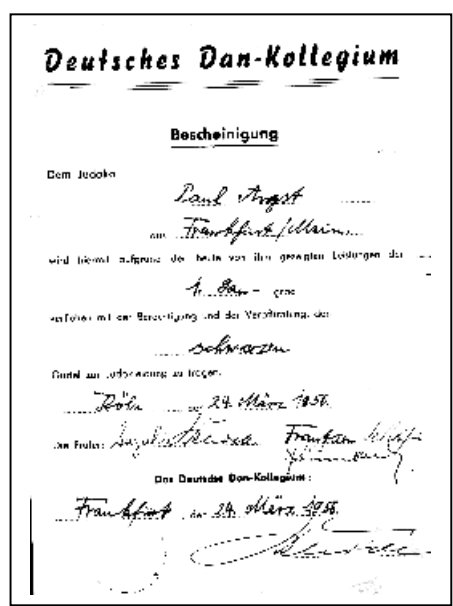 Deutsches Dan-Kollegium
Bescheinigung
Dem Judoka
Paul Angst
aus Frankfurt/Main
wird hiermit aufgrund der heute von ihm gezeigten Leistungen der
1. Dan - grad
verliehen mit der Berechtigung und der Verpflichtung, den
schwarzen
Gürtel zur Judokleidung zu tragen.
Köln den 24. März 1956
Die Prüfer:
Das Deutsche Dan-Kollegium:
Frankfurt den 24. März 1956